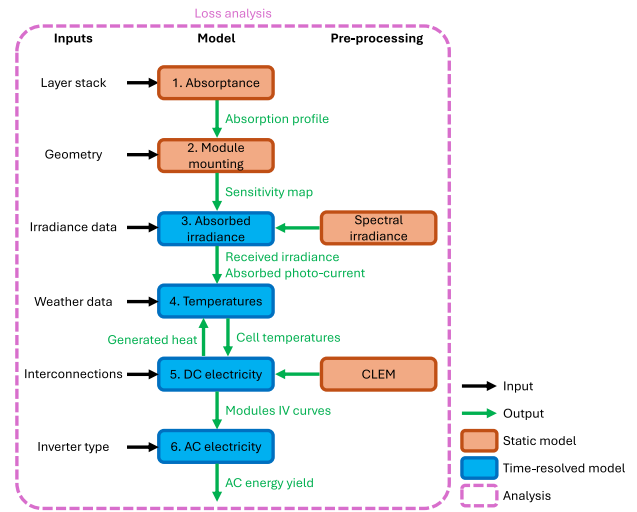 Loss analysis
Inputs
Model
Pre-processing
Layer stack
1. Absorptance
Absorption profile
Geometry
2. Module
mounting
Sensitivity map
Irradiance data
3. Absorbed
irradiance
Spectral
irradiance
Received irradiance
Absorbed photo-current
Weather data
4. Temperatures
Generated heat
Cell temperatures
Interconnections
5. DC electricity
CLEM
Modules IV curves
Inverter type
6. AC electricity
AC energy yield
Input
Output
Static model
Time-resolved model
Analysis